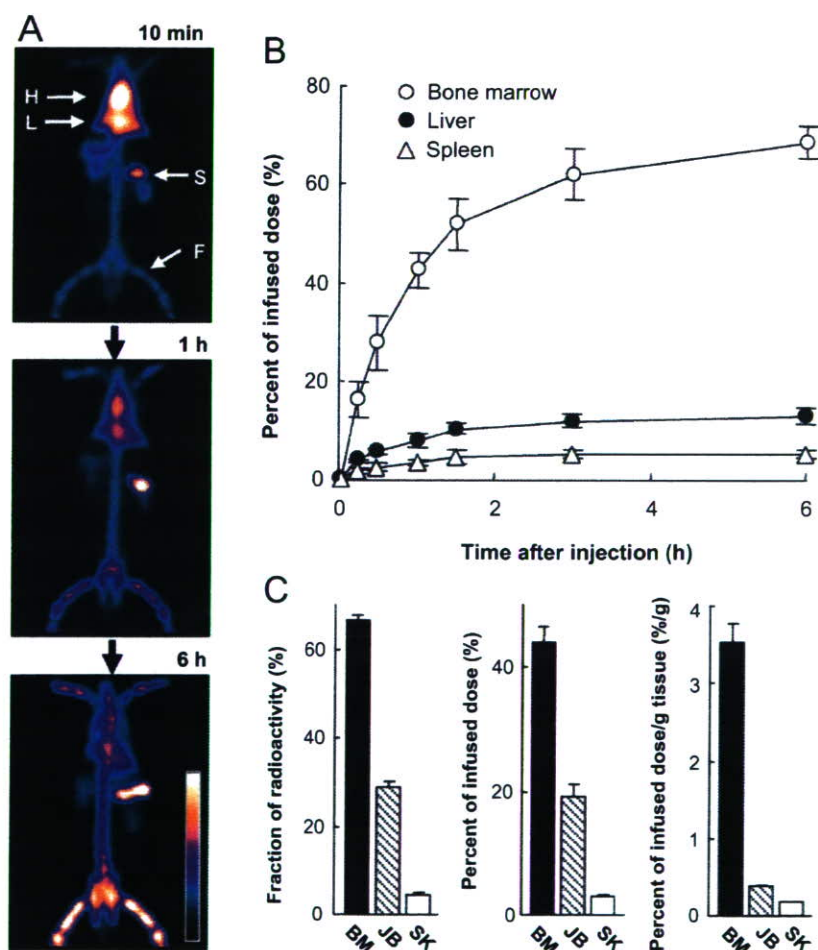 A
10 min
H
L
S
F
1 h
6 h
B
80
60
40
20
0
Percent of infused dose (%)
Bone marrow
Liver
Spleen
0
2
4
6
Time after injection (h)
C
60
40
20
0
Fraction of radioactivity (%)
BM
JB
SK
40
20
0
Percent of infused dose (%)
BM
JB
SK
4
3
2
1
0
Percent of infused dose/g tissue (%/g)
BM
JB
SK